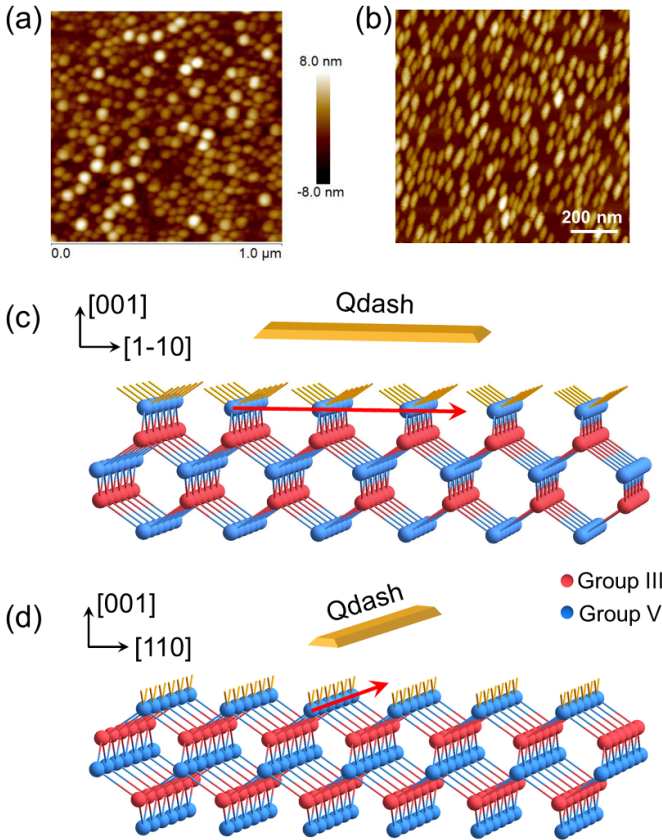 (a)
8.0 nm
-8.0 nm
0.0
1.0 µm
(b)
200 nm
(c)
[001]
[1-10]
Qdash
Group III
Group V
(d)
[001]
[110]
Qdash